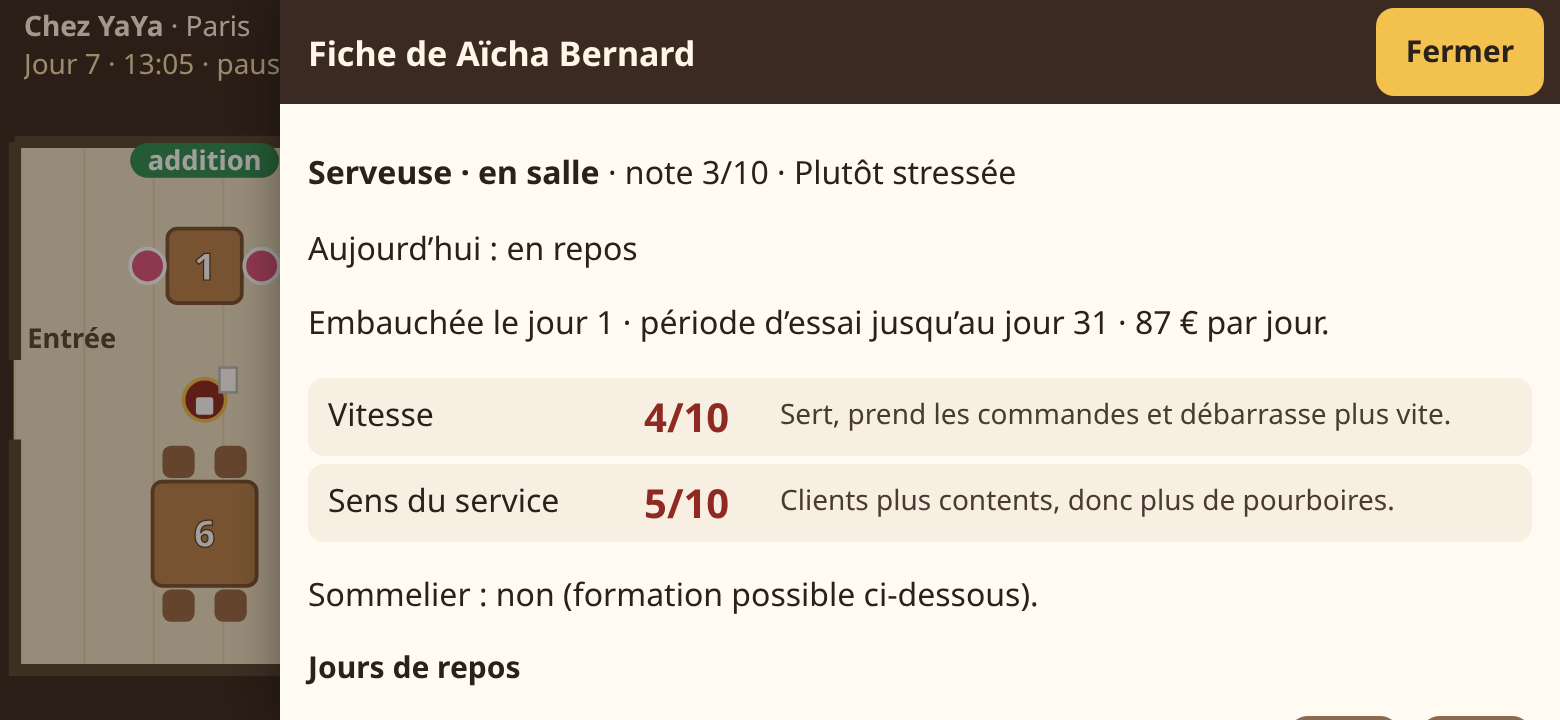 Chez YaYa · Paris
Jour 7 · 13:05 · paus
addition
1
Entrée
6
Fiche de Aïcha Bernard
Fermer
Serveuse · en salle · note 3/10 · Plutôt stressée
Aujourd’hui : en repos
Embauchée le jour 1 · période d’essai jusqu’au jour 31 · 87 € par jour.
Vitesse 4/10 Sert, prend les commandes et débarrasse plus vite.
Sens du service 5/10 Clients plus contents, donc plus de pourboires.
Sommelier : non (formation possible ci-dessous).
Jours de repos